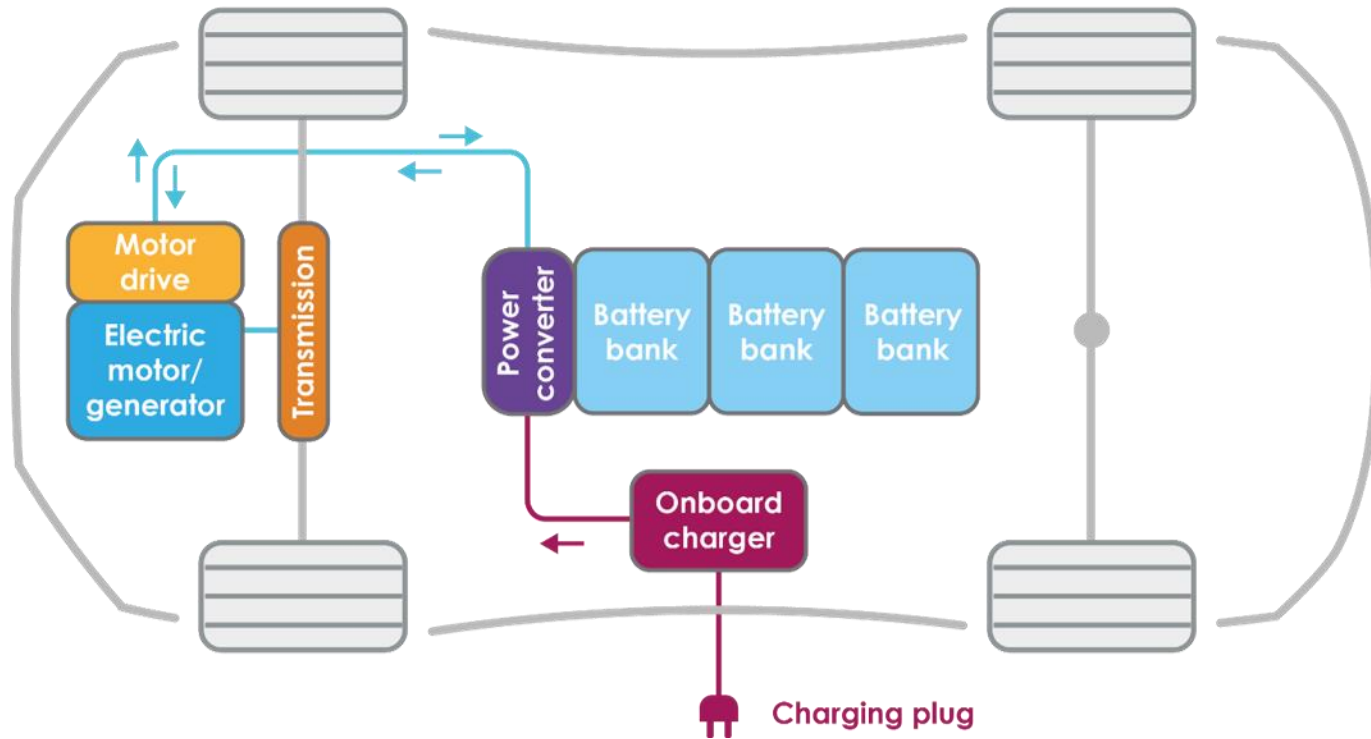 Motor
drive
Electric
motor/
generator
Transmission
Power
converter
Battery
bank
Battery
bank
Battery
bank
Onboard
charger
Charging plug